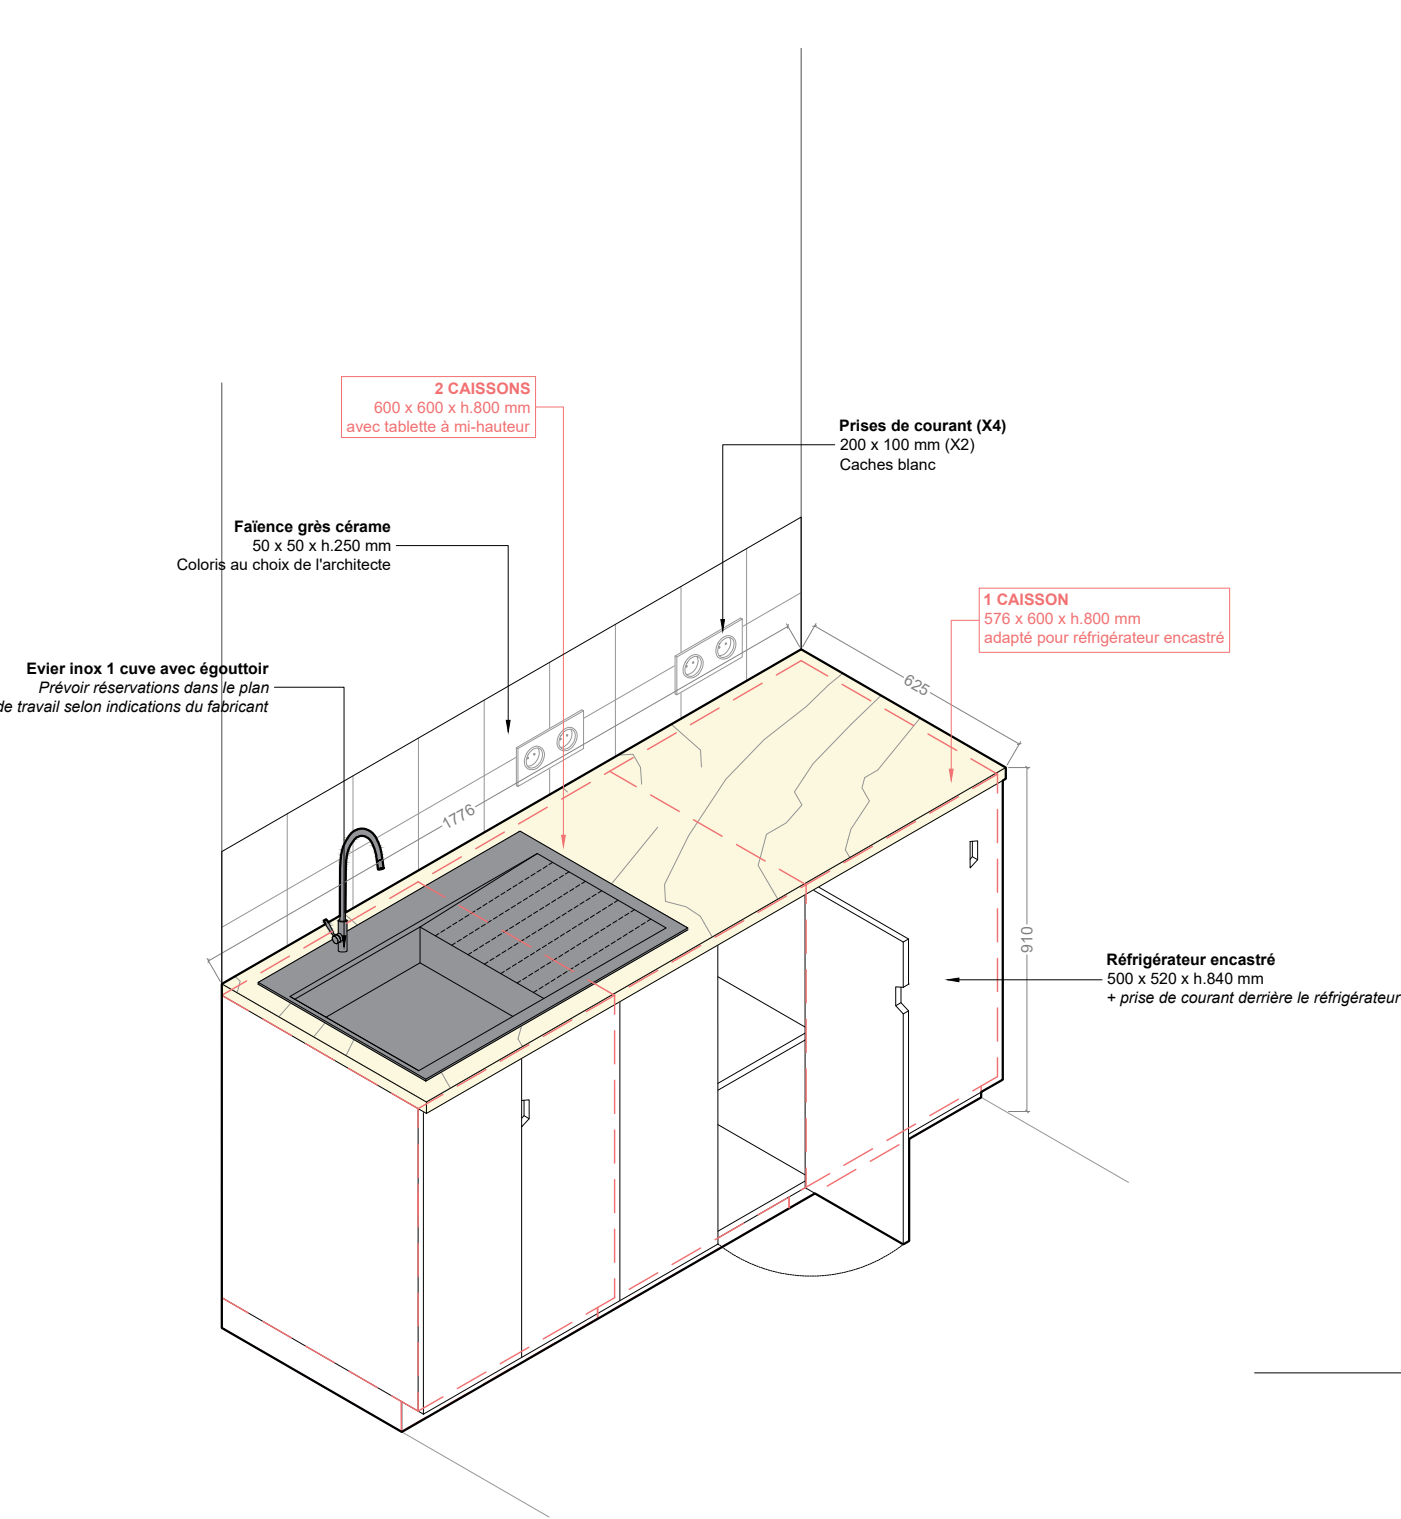 2 CAISSONS
600 x 600 x h.800 mm
avec tablette à mi-hauteur
Prises de courant (X4)
200 x 100 mm (X2)
Caches blanc
Faïence grès cérame
50 x 50 x h.250 mm
Coloris au choix de l'architecte
1 CAISSON
576 x 600 x h.800 mm
adapté pour réfrigérateur encastré
Evier inox 1 cuve avec égouttoir
Prévoir réservations dans le plan
de travail selon indications du fabricant
625
1776
910
Réfrigérateur encastré
500 x 520 x h.840 mm
+ prise de courant derrière le réfrigérateur